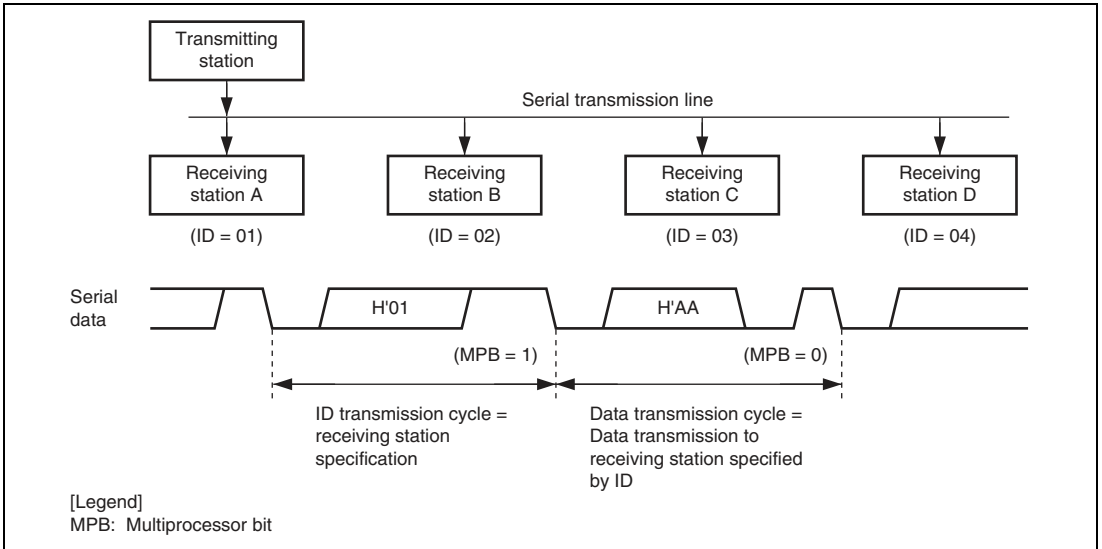 Transmitting
station
Serial transmission line
Receiving
station A
Receiving
station B
Receiving
station C
Receiving
station D
(ID = 01)
(ID = 02)
(ID = 03)
(ID = 04)
Serial
data
H'01
H'AA
(MPB = 1)
(MPB = 0)
ID transmission cycle =
receiving station
specification
Data transmission cycle =
Data transmission to
receiving station specified
by ID
[Legend]
MPB: Multiprocessor bit